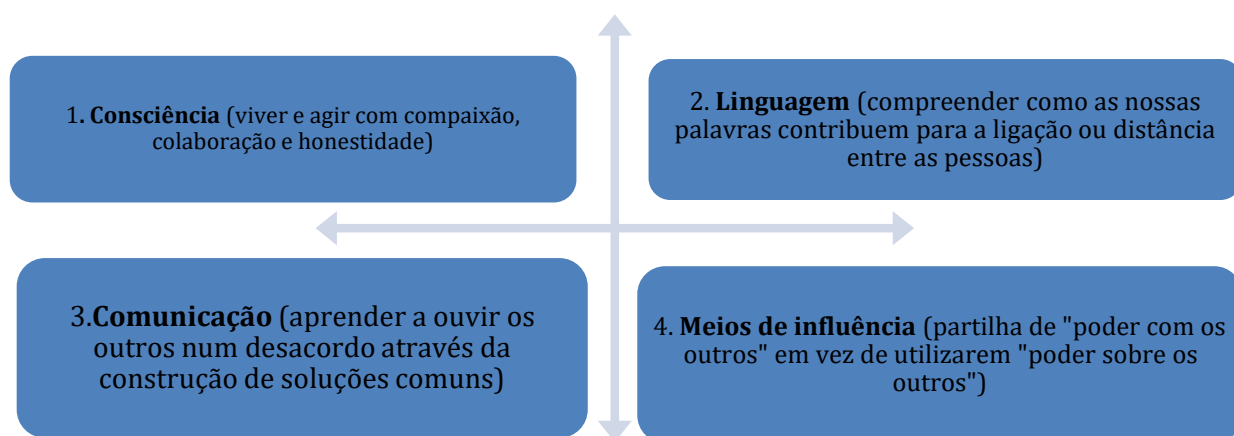 1. Consciência (viver e agir com compaixão,
colaboração e honestidade)
2. Linguagem (compreender como as nossas
palavras contribuem para a ligação ou distância
entre as pessoas)
3.Comunicação (aprender a ouvir os
outros num desacordo através da
construção de soluções comuns)
4. Meios de influência (partilha de "poder com os
outros" em vez de utilizarem "poder sobre os
outros")